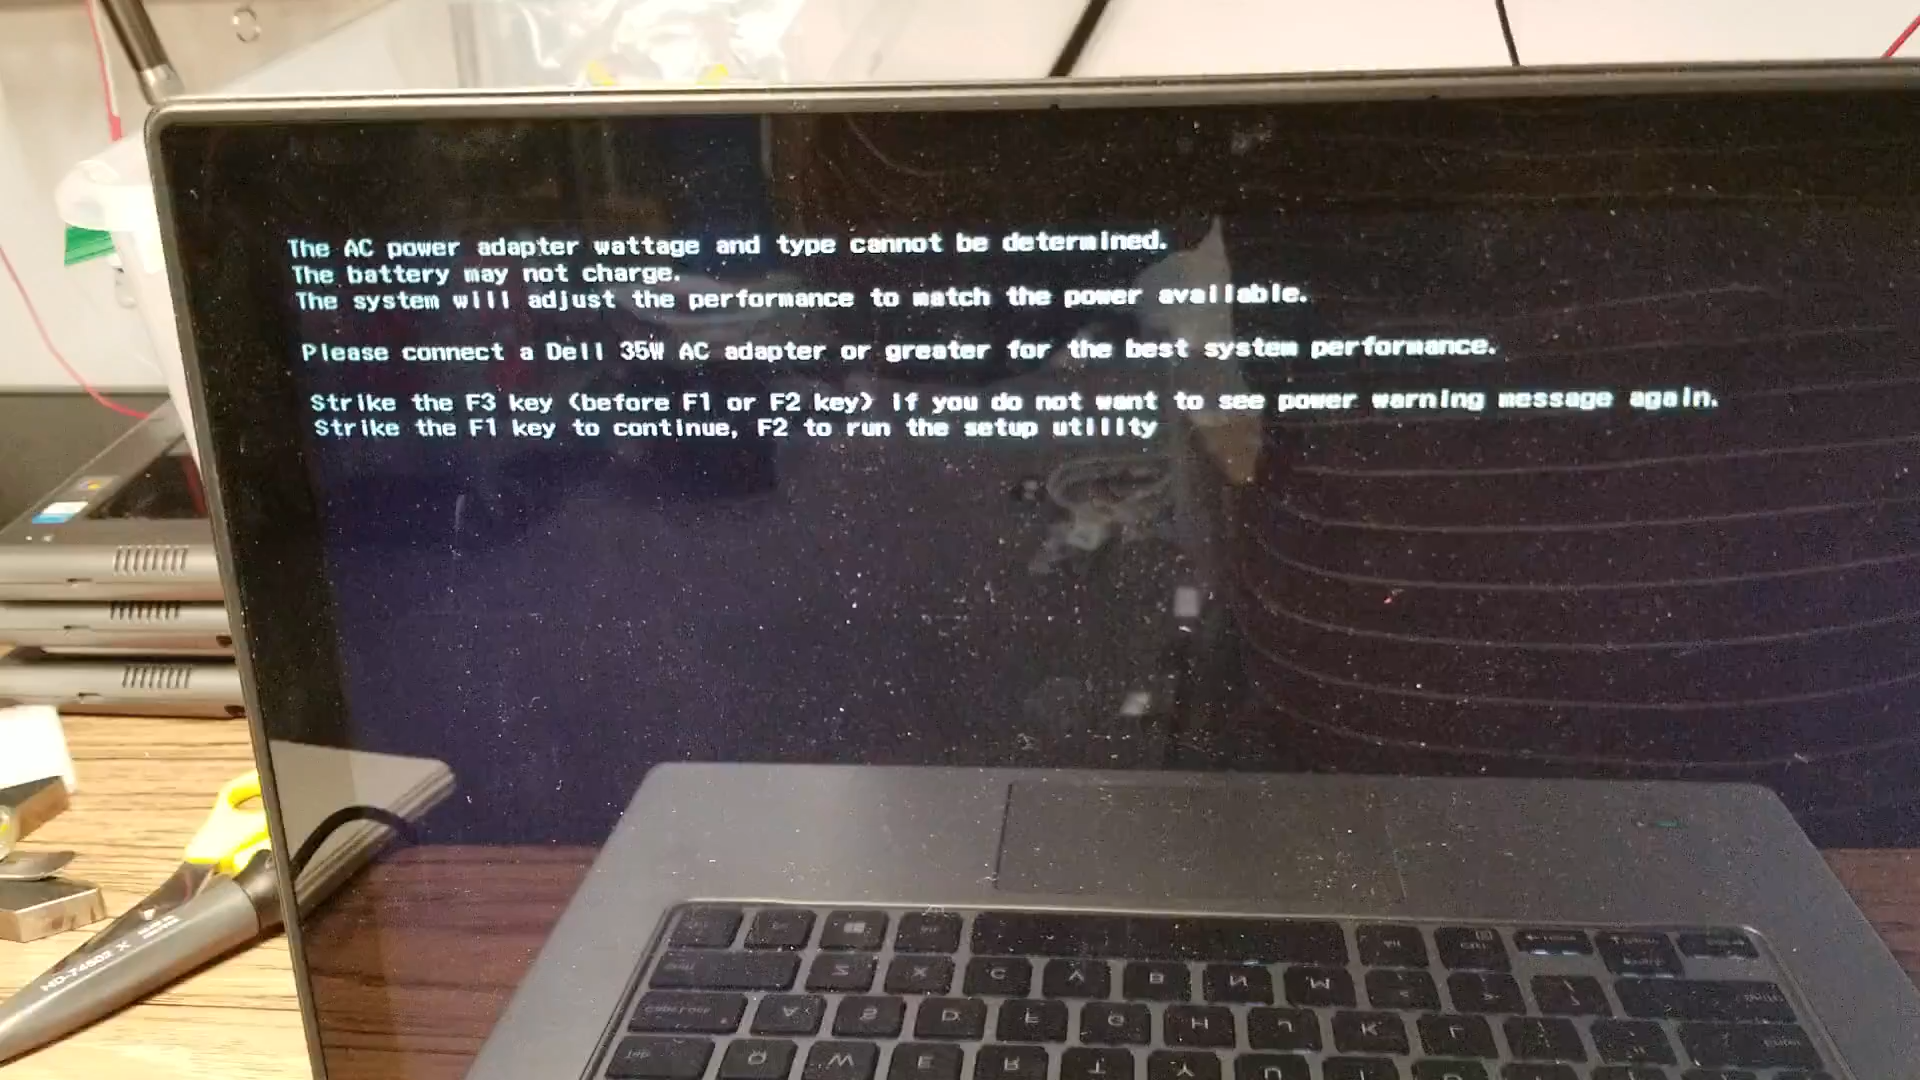 The AC power adapter wattage and type cannot be determined.
The battery may not charge.
The system will adjust the performance to match the power available.
Please connect a Dell 35W AC adapter or greater for the best system performance.
Strike the F3 key (before F1 or F2 key) if you do not want to see power warning message again.
Strike the F1 key to continue, F2 to run the setup utility